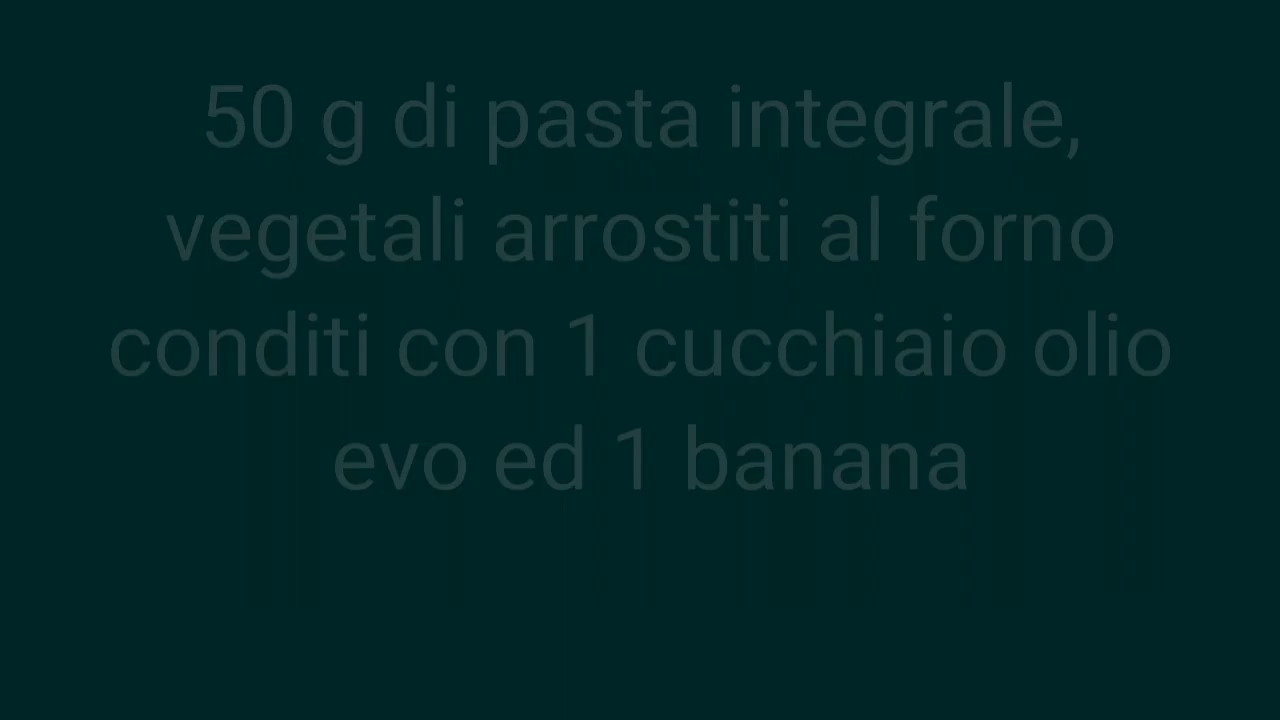 50 g di pasta integrale,
vegetali arrostiti al forno
conditi con 1 cucchiaio olio
evo ed 1 banana